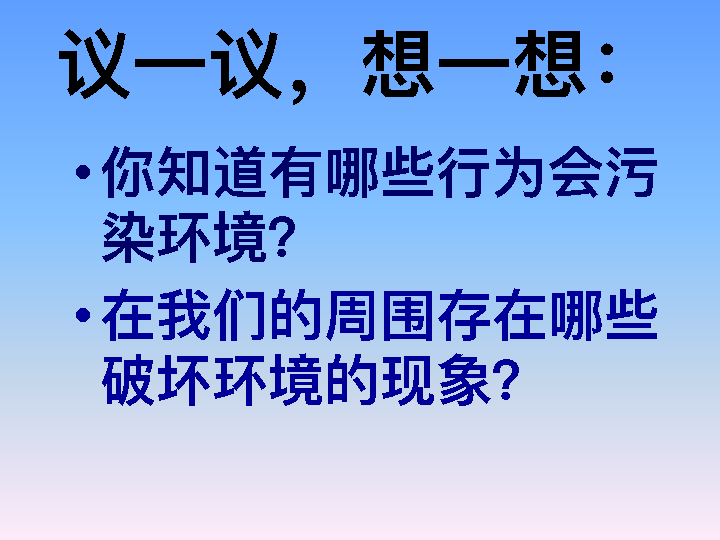 议一议，想一想：
•你知道有哪些行为会污
染环境？
•在我们的周围存在哪些
破坏环境的现象？